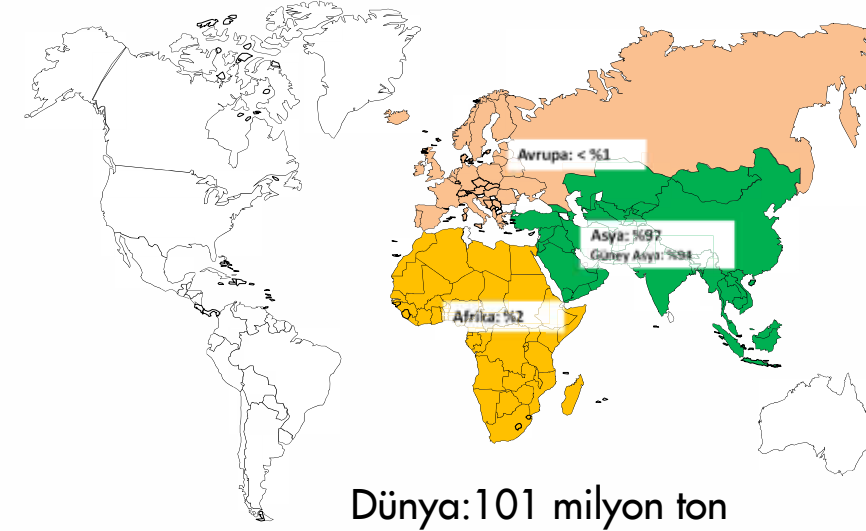 Avrupa: < %1
Asya: %97
Güney Asya: %94
Afrika: %2
Dünya:101 milyon ton